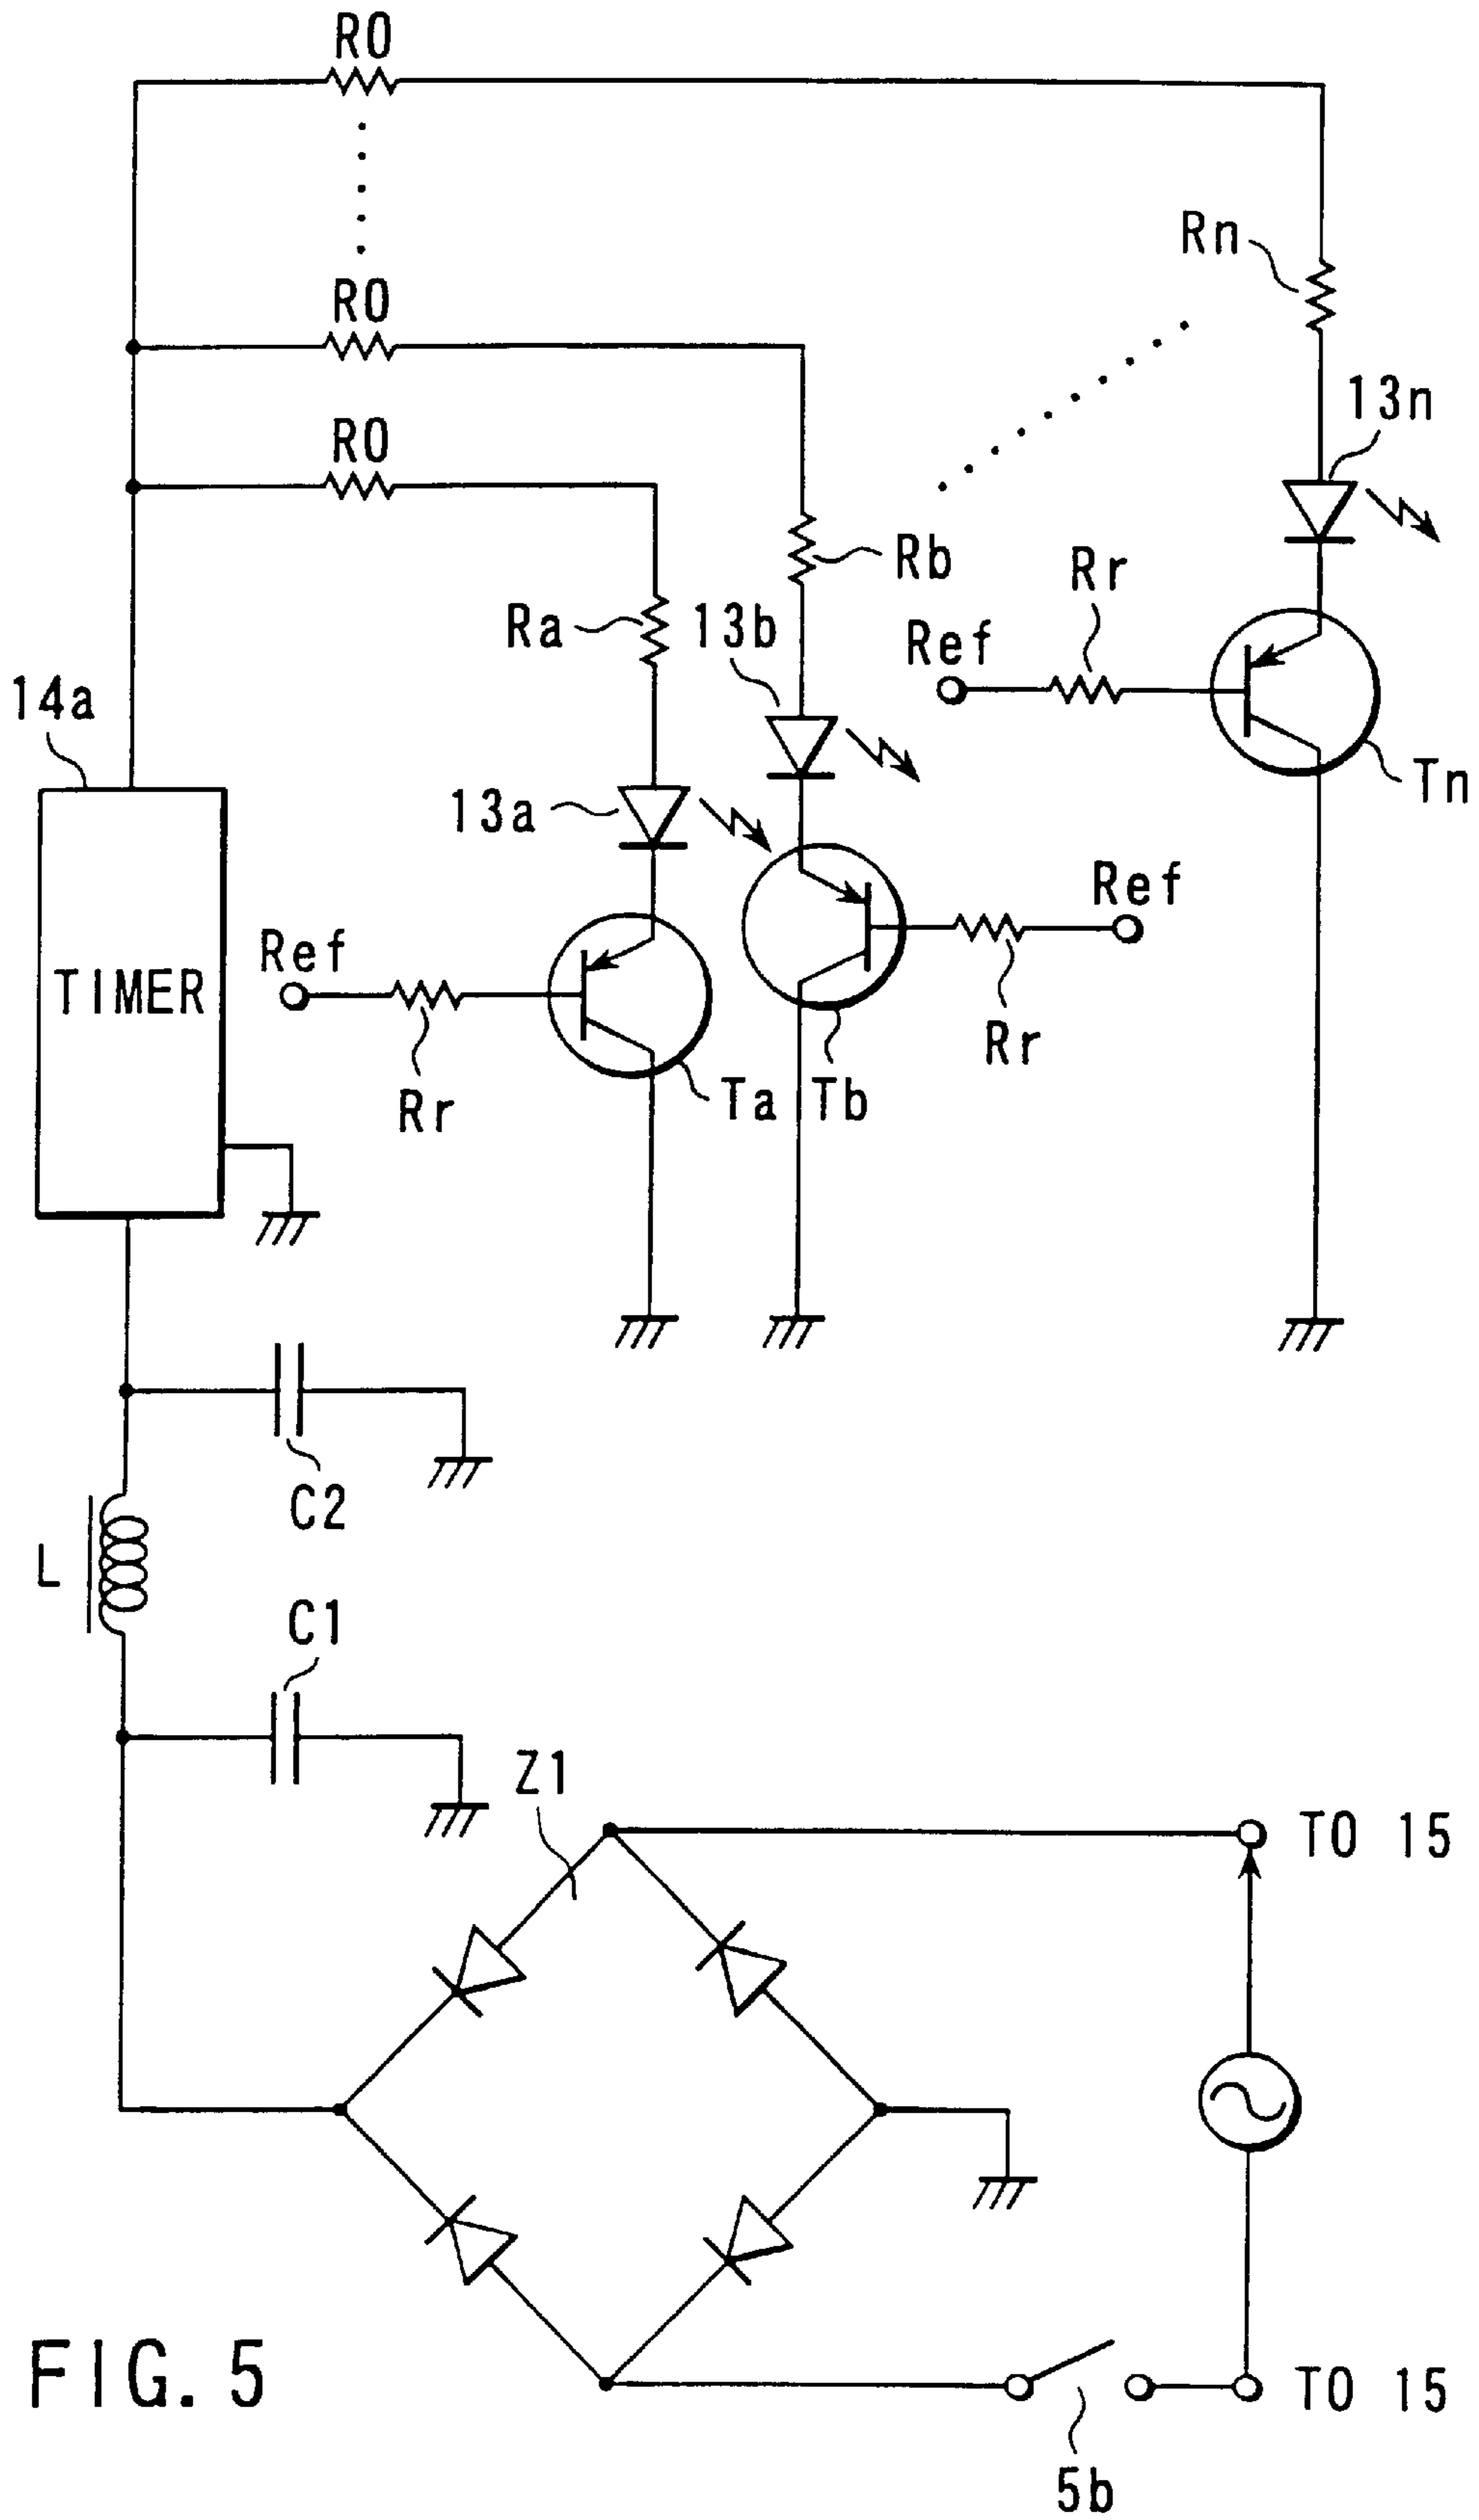 R0
Rn
R0
13n
R0
Rb
Rr
Ra
13b
Ref
14a
Tn
13a
Ref
Ref
TIMER
Rr
Rr
Ta
Tb
C2
L
C1
Z1
TO 15
FIG. 5
TO 15
5b